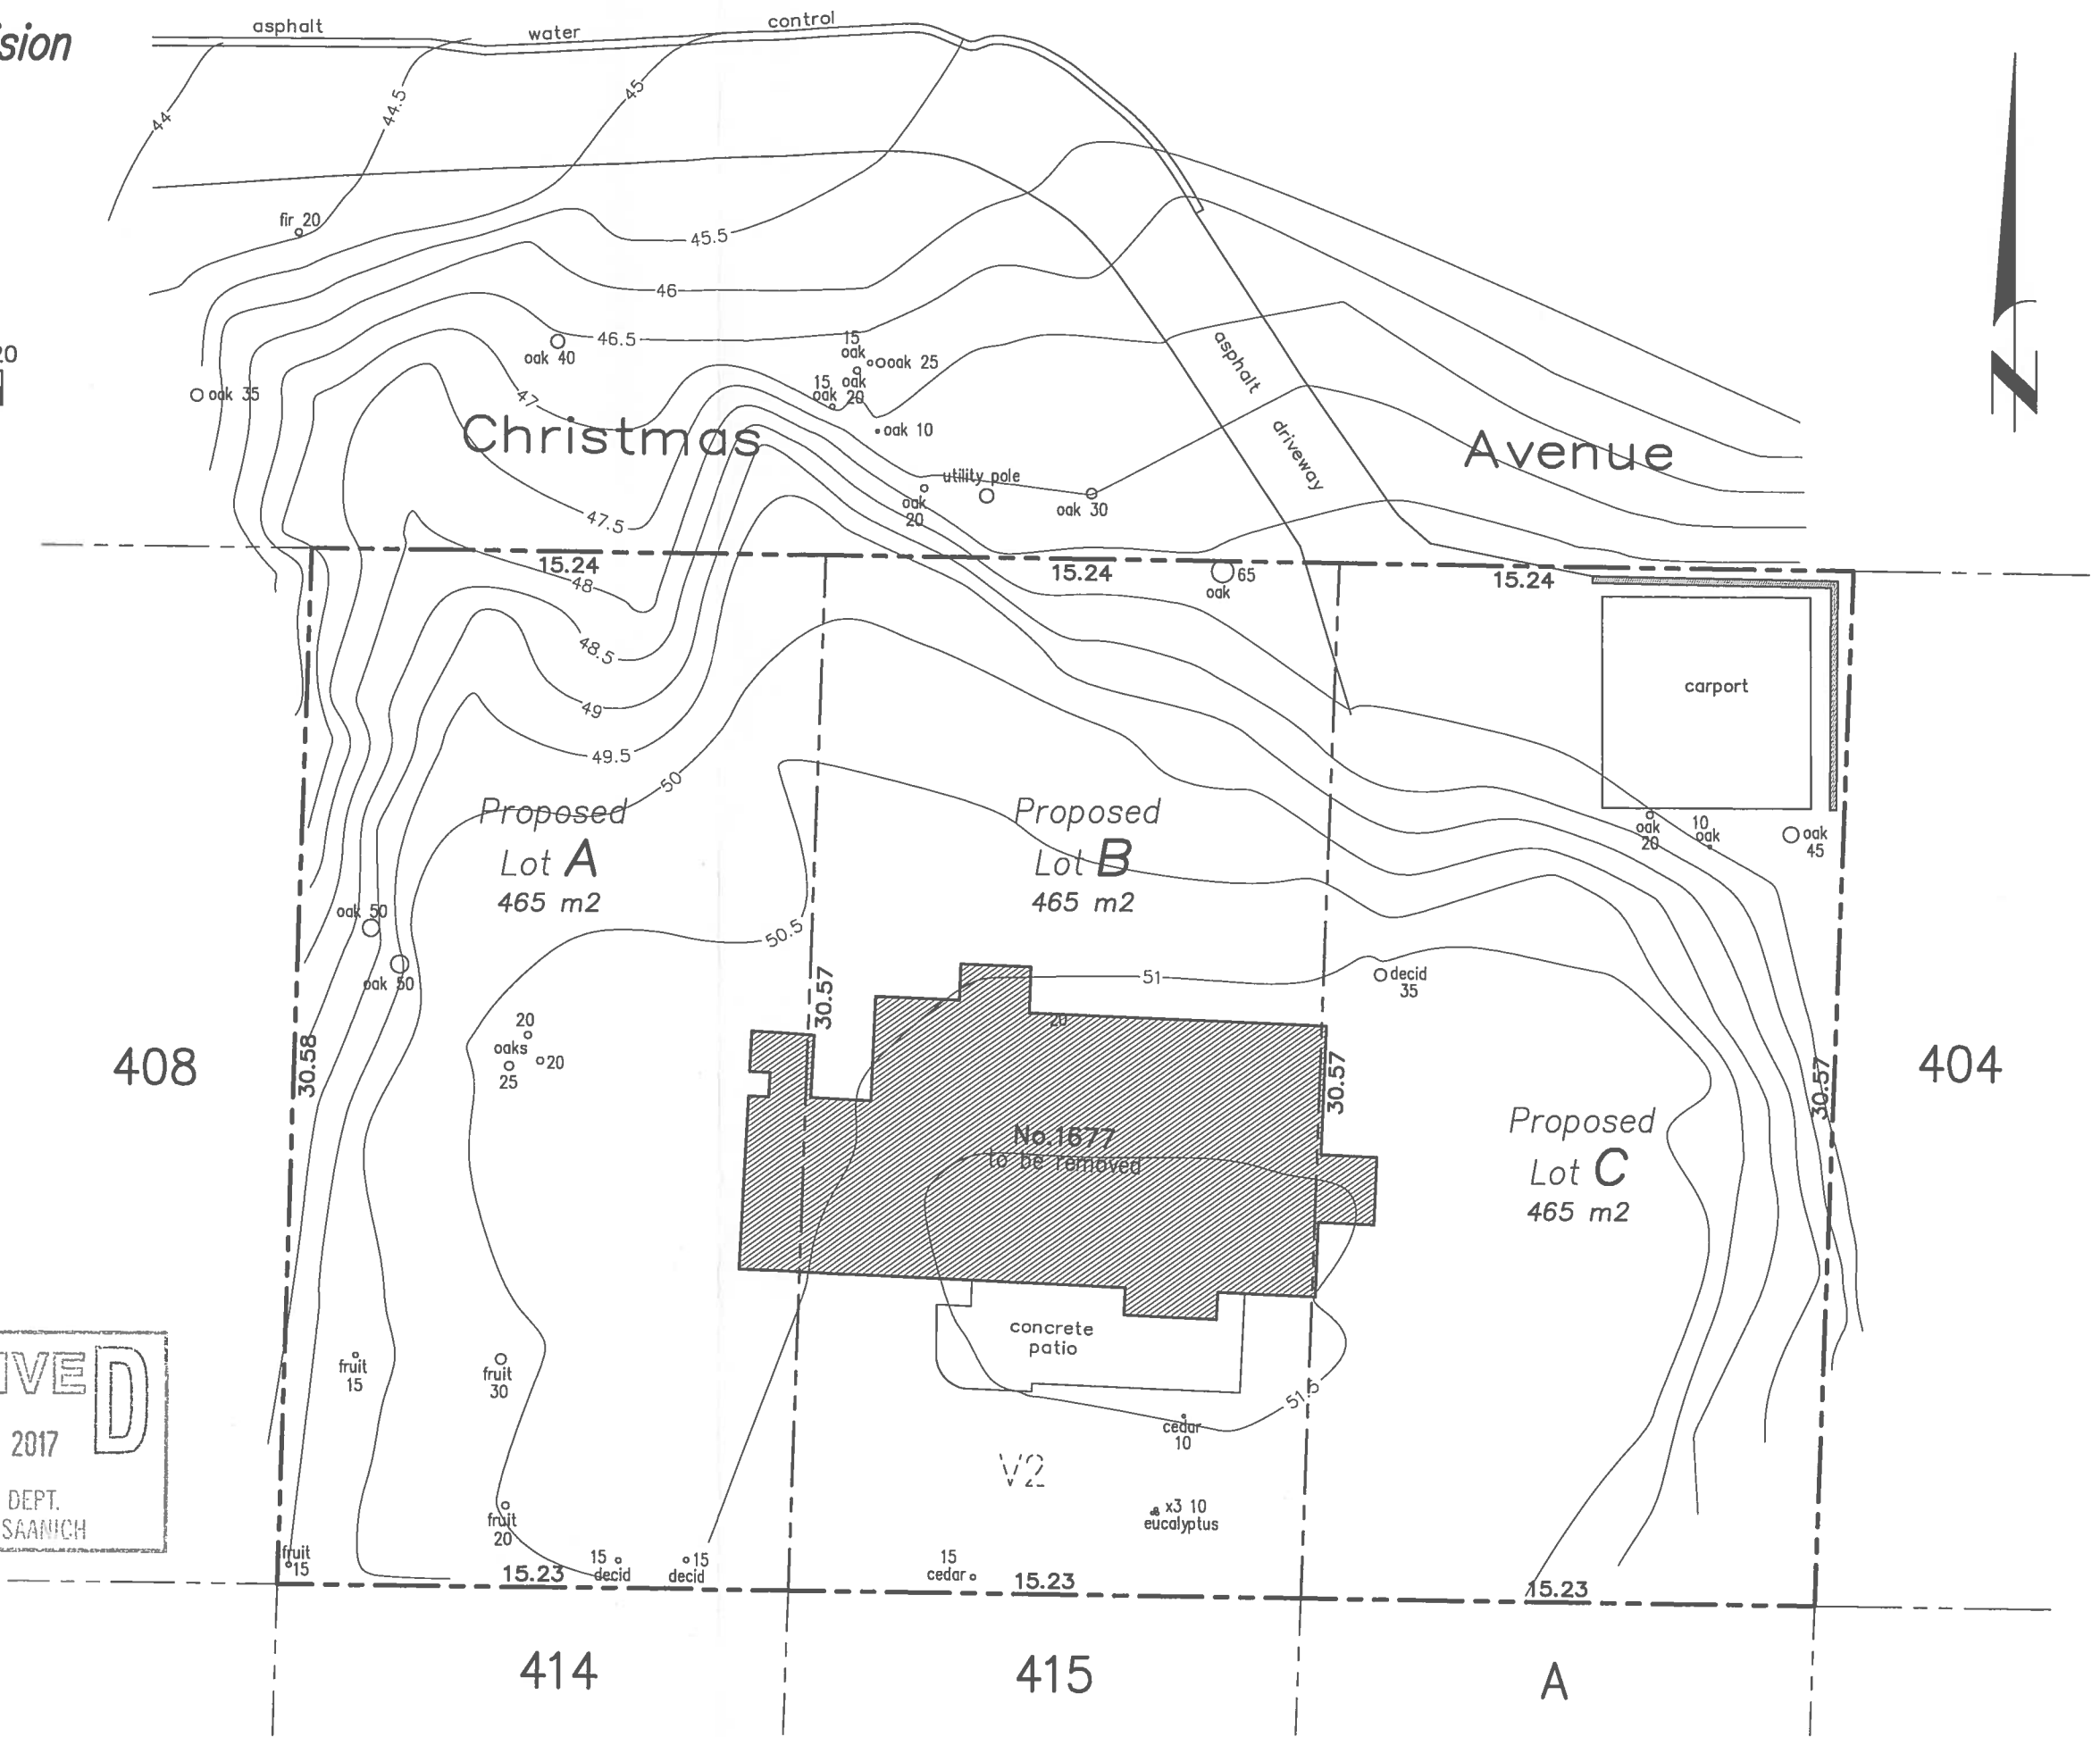 sion
asphalt
water
control
44
44.5
45
fir 20
45.5
46
46.5
oak 40
15
oak
oak 25
15 oak
oak 20
20
oak 35
47
oak 10
asphalt
driveway
Christmas
Avenue
47.5
utility pole
oak
20
oak 30
15.24
15.24
15.24
48
65
oak
48.5
49
49.5
50
carport
Proposed
Lot A
465 m2
Proposed
Lot B
465 m2
oak
20
10
oak
oak
45
oak 50
50.5
oak 50
51
decid
35
30.57
20
oaks
20
25
20
30.58
30.57
30.57
408
404
No.1677
to be removed
Proposed
Lot C
465 m2
concrete
patio
fruit
15
fruit
30
51.5
cedar
10
V2
IVED
2017
DEPT.
SAANICH
x3 10
eucalyptus
fruit
20
fruit
15
15
decid
15
decid
15
cedar
15.23
15.23
15.23
414
415
A
N